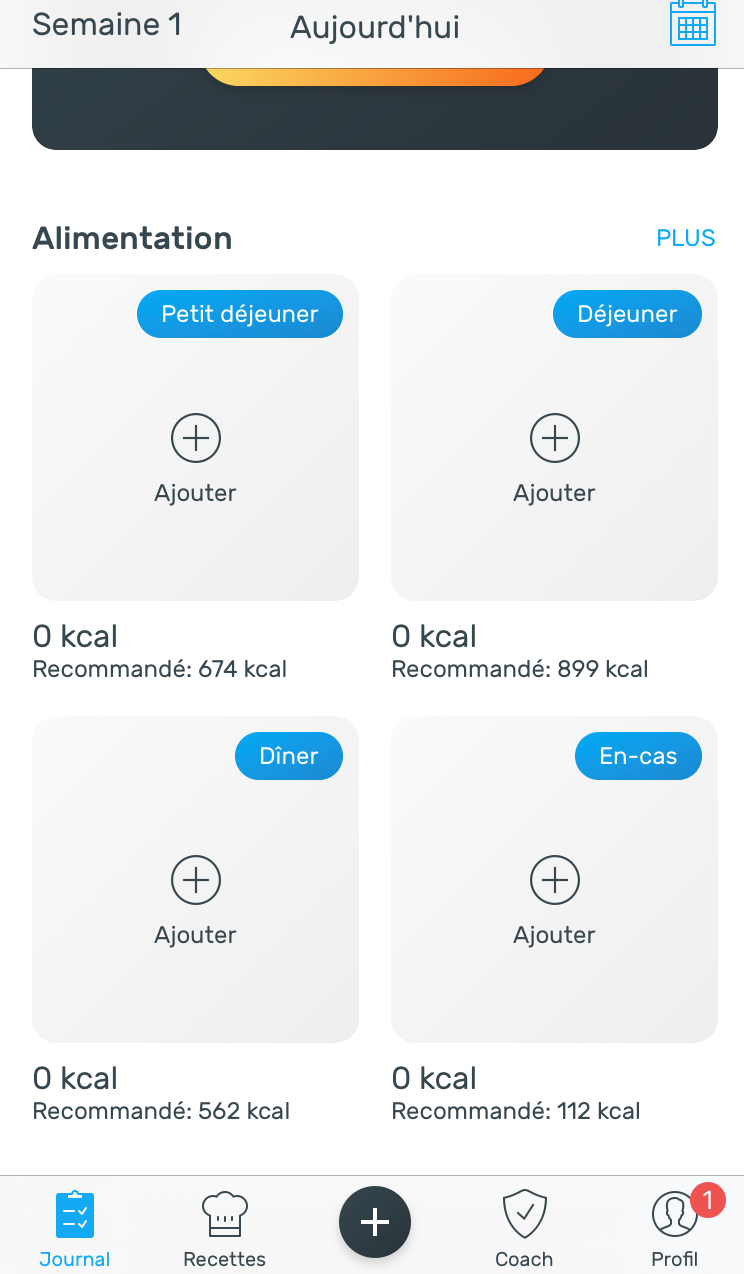 Semaine 1
Aujourd'hui
Alimentation
PLUS
Petit déjeuner
Déjeuner
Ajouter
Ajouter
0 kcal
0 kcal
Recommandé: 674 kcal
Recommandé: 899 kcal
Dîner
En-cas
Ajouter
Ajouter
0 kcal
0 kcal
Recommandé: 562 kcal
Recommandé: 112 kcal
1
Journal
Recettes
Coach
Profil